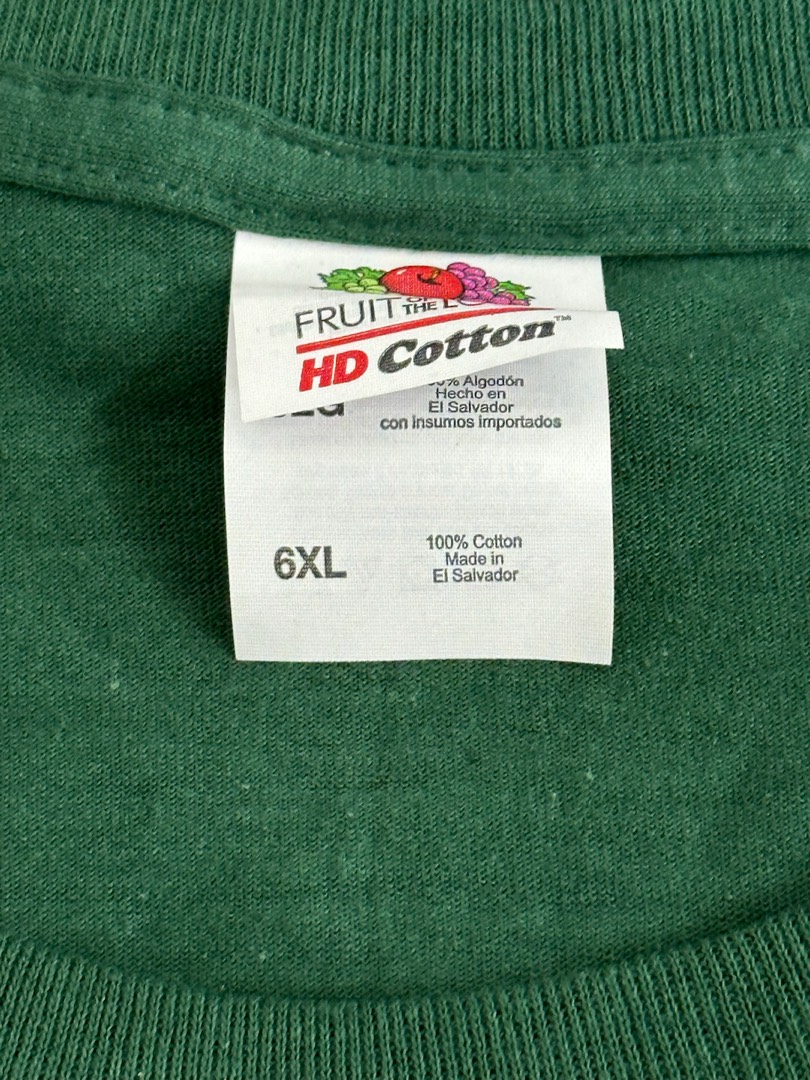 FRUIT OF THE
HD Cotton™
% Algodón
Hecho en
El Salvador
con insumos importados
6XL
100% Cotton
Made in
El Salvador